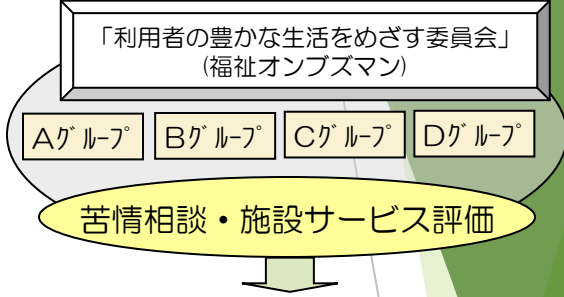 「利用者の豊かな生活をめざす委員会」
(福祉オンブズマン)
Aｸﾞﾙｰﾌﾟ Bｸﾞﾙｰﾌﾟ Cｸﾞﾙｰﾌﾟ Dｸﾞﾙｰﾌﾟ
苦情相談・施設サービス評価